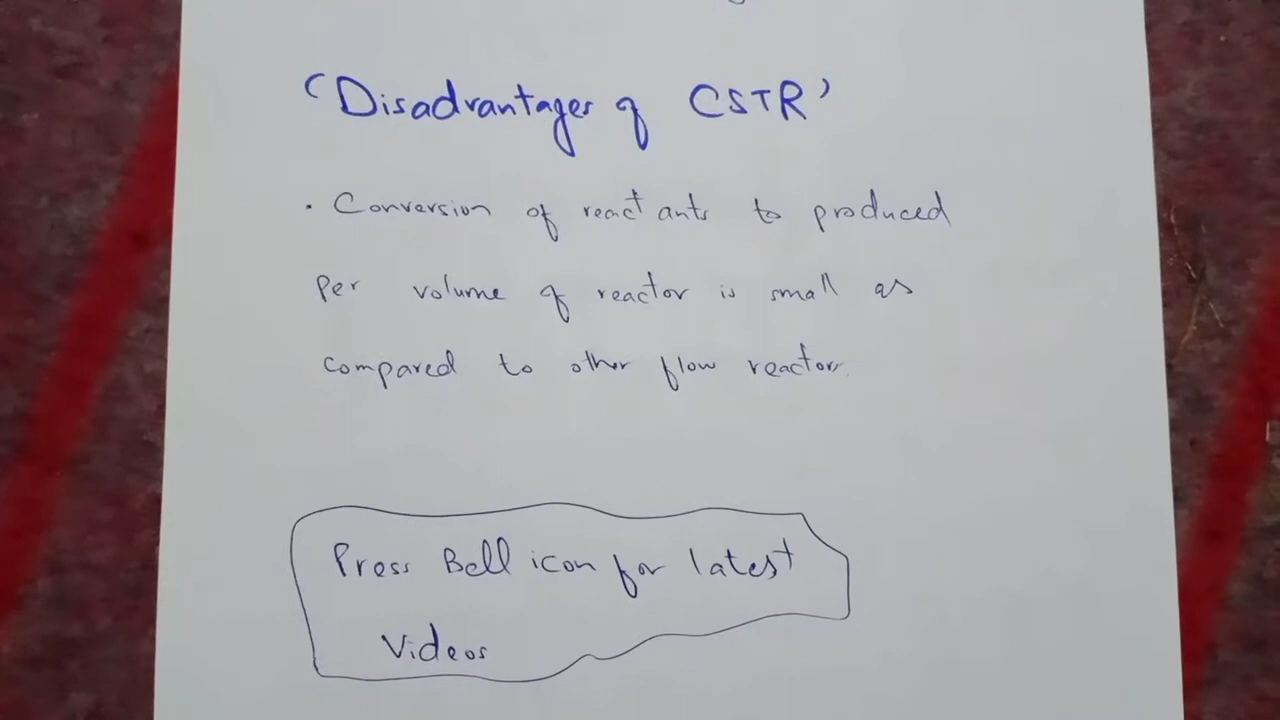 (Disadvantages of CSTR)
. Conversion of reactants to produced
Per volume of reactor is small as
compared to other flow reactors.
Press Bell icon for latest
Videos